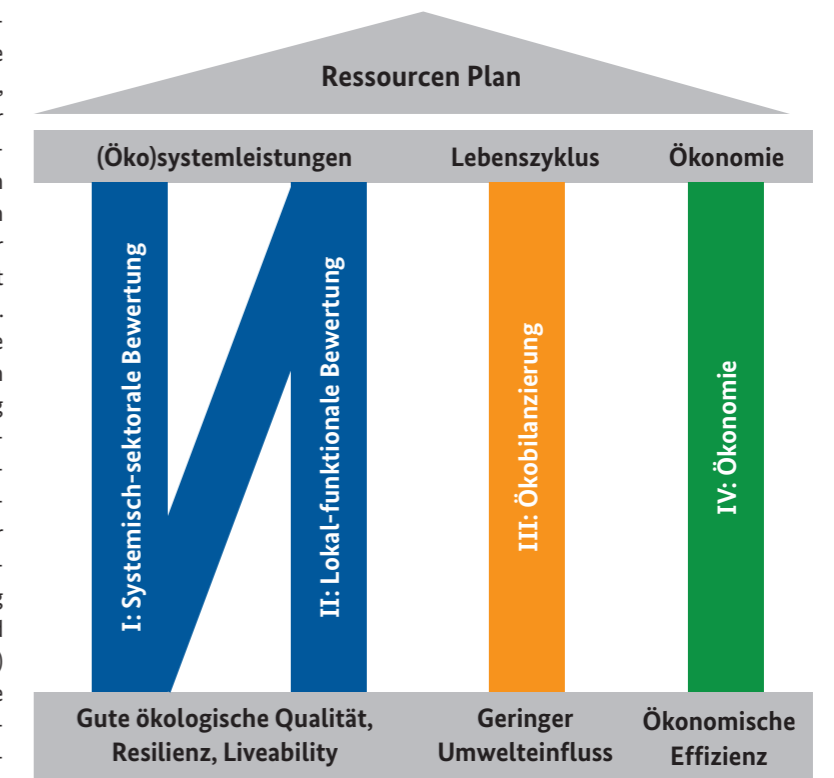 Ressourcen Plan
(Öko)systemleistungen
Lebenszyklus
Ökonomie
I: Systemisch-sektorale Bewertung
II: Lokal-funktionale Bewertung
III: Ökobilanzierung
IV: Ökonomie
Gute ökologische Qualität,
Resilienz, Liveability
Geringer
Umwelteinfluss
Ökonomische
Effizienz